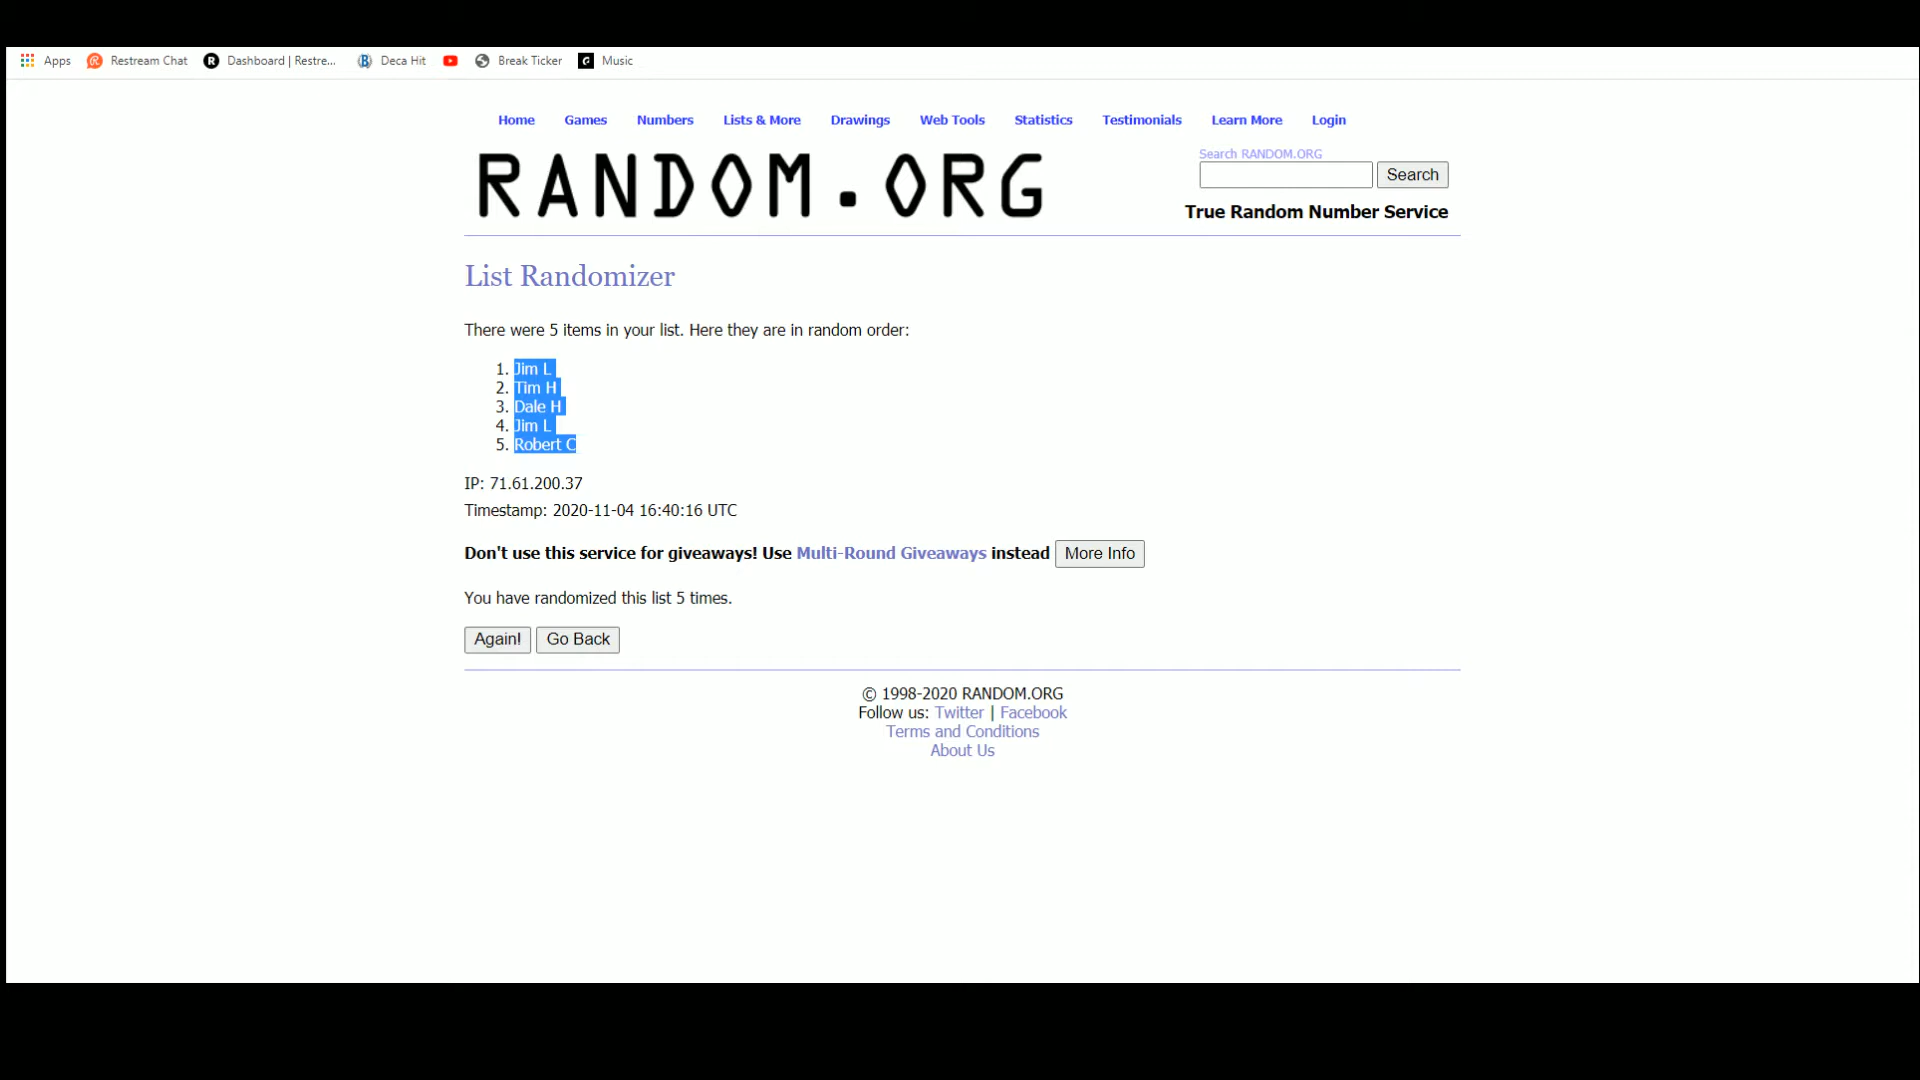 Apps Restream Chat Dashboard | Restre... Deca Hit Break Ticker Music
Home Games Numbers Lists & More Drawings Web Tools Statistics Testimonials Learn More Login
RANDOM.ORG
Search RANDOM.ORG
Search
True Random Number Service
List Randomizer
There were 5 items in your list. Here they are in random order:
1. Jim L
2. Tim H
3. Dale H
4. Jim L
5. Robert C
IP: 71.61.200.37
Timestamp: 2020-11-04 16:40:16 UTC
Don't use this service for giveaways! Use Multi-Round Giveaways instead More Info
You have randomized this list 5 times.
Again! Go Back
© 1998-2020 RANDOM.ORG
Follow us: Twitter | Facebook
Terms and Conditions
About Us